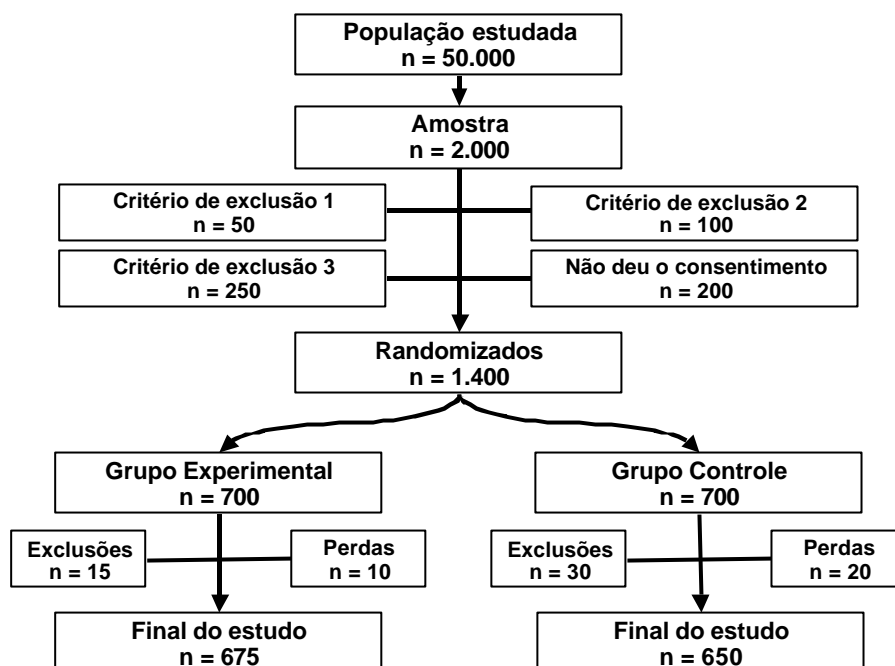 População estudada
n = 50.000
Amostra
n = 2.000
Critério de exclusão 1
n = 50
Critério de exclusão 2
n = 100
Critério de exclusão 3
n = 250
Não deu o consentimento
n = 200
Randomizados
n = 1.400
Grupo Experimental
n = 700
Grupo Controle
n = 700
Exclusões
n = 15
Perdas
n = 10
Exclusões
n = 30
Perdas
n = 20
Final do estudo
n = 675
Final do estudo
n = 650